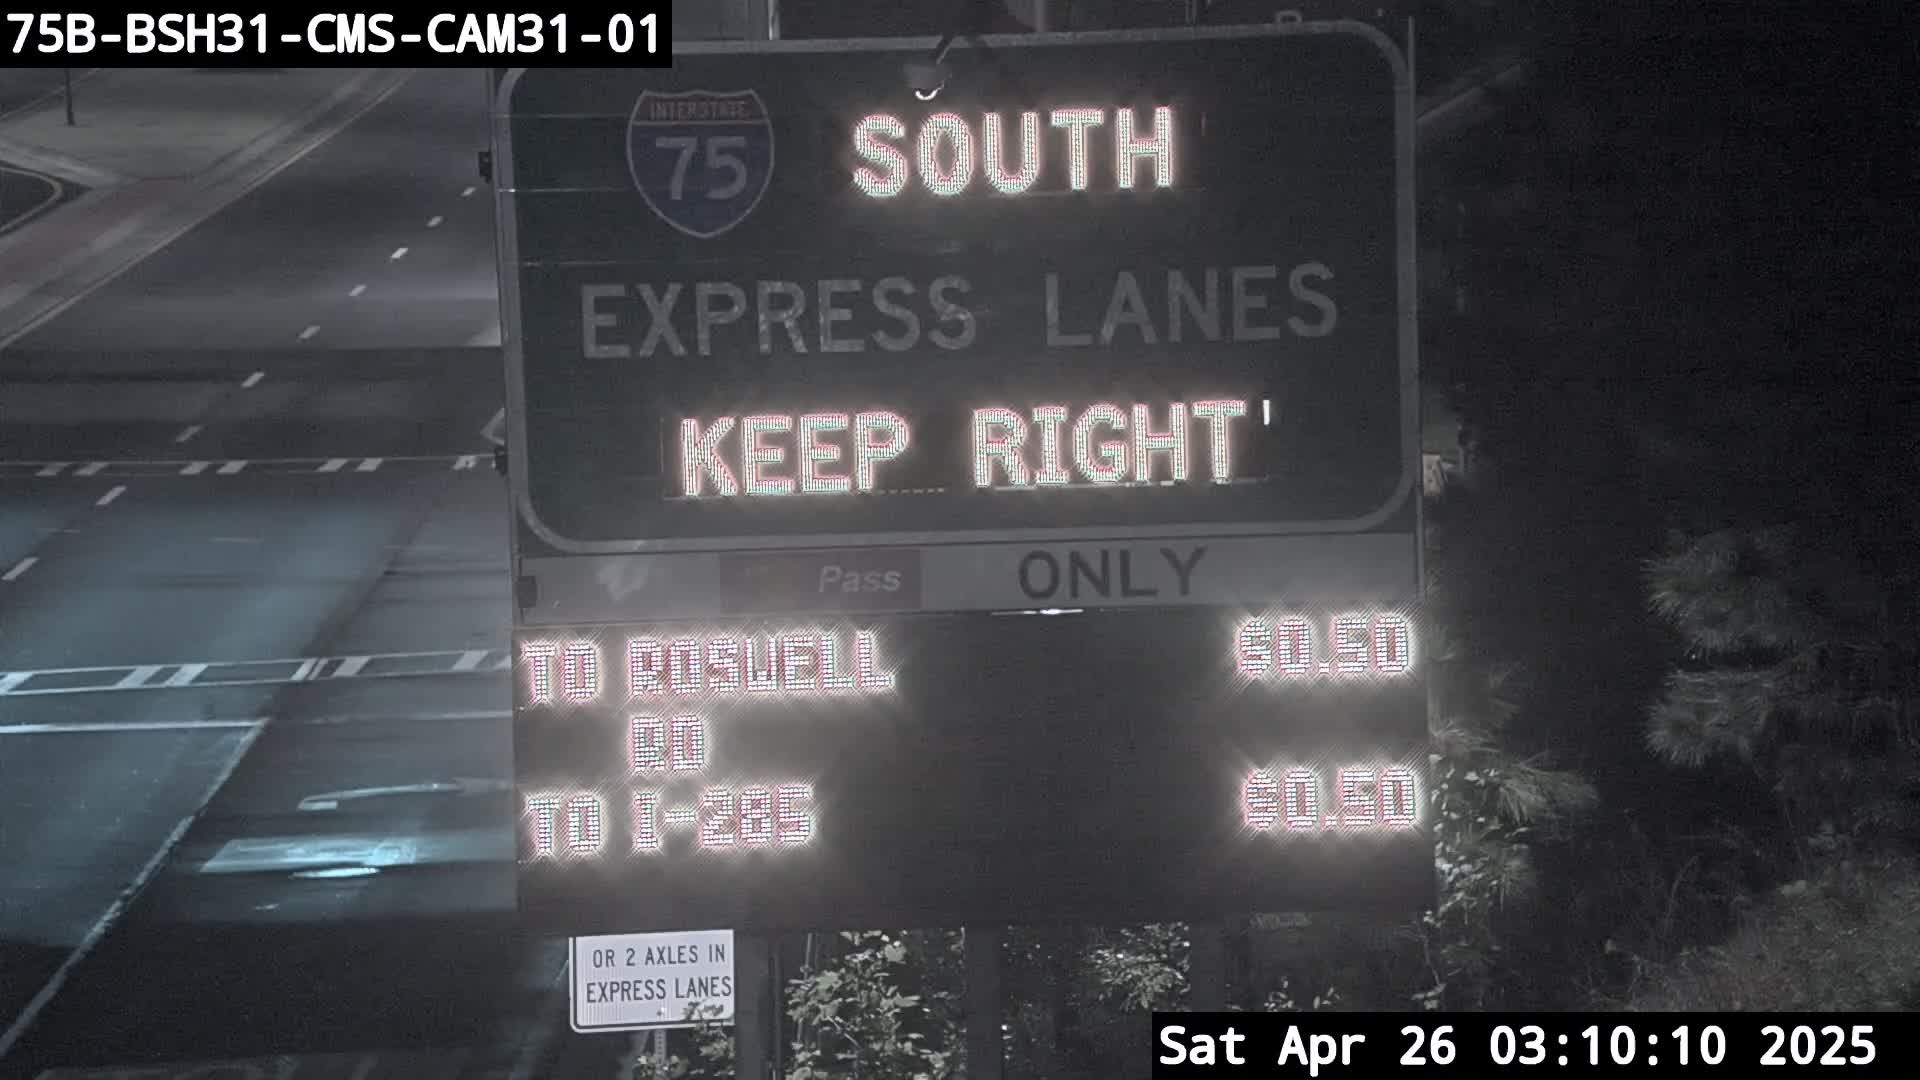 75B-BSH31-CMS-CAM31-01
INTERSTATE
75
SOUTH
EXPRESS LANES
KEEP RIGHT
Pass ONLY
TO ROSWELL $0.50
RD
TO I-285 $0.50
OR 2 AXLES IN
EXPRESS LANES
Sat Apr 26 03:10:10 2025